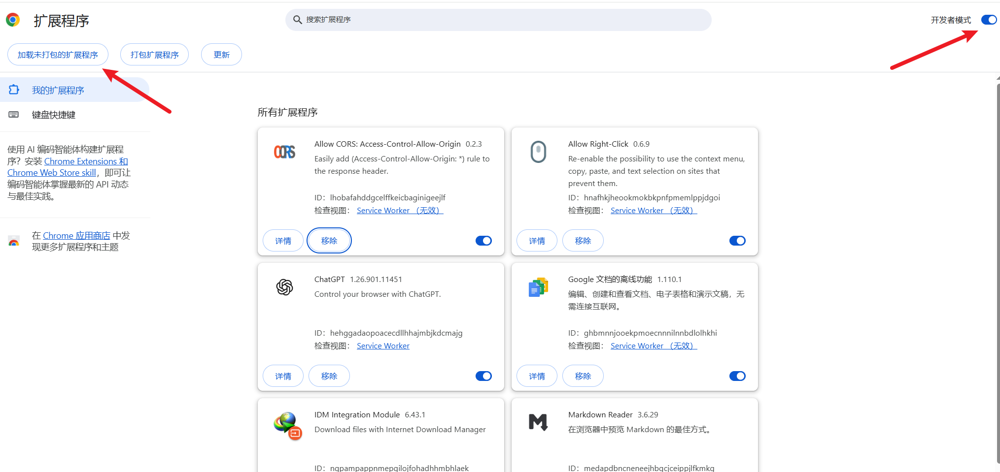 扩展程序
搜索扩展程序
开发者模式
加载未打包的扩展程序
打包扩展程序
更新
我的扩展程序
键盘快捷键
使用 AI 编码智能体构建扩展程
序？安装 Chrome Extensions 和
Chrome Web Store skill，即可让
编码智能体掌握最新的 API 动态
与最佳实践。
在 Chrome 应用商店 中发
现更多扩展程序和主题
所有扩展程序
CORS
Allow CORS: Access-Control-Allow-Origin 0.2.3
Easily add (Access-Control-Allow-Origin: *) rule to
the response header.
ID：lhobafahddgcelffkeicbaginigeejlf
检查视图： Service Worker （无效）
详情
移除
Allow Right-Click 0.6.9
Re-enable the possibility to use the context menu,
copy, paste, and text selection on sites that
prevent them.
ID：hnafhkjheookmokbkpnfpmemlppjdgoi
检查视图： Service Worker （无效）
详情
移除
ChatGPT 1.26.901.11451
Control your browser with ChatGPT.
ID：hehggadaopoacecdllhhajmbjkdcmajg
检查视图： Service Worker
详情
移除
Google 文档的离线功能 1.110.1
编辑、创建和查看文档、电子表格和演示文稿，无
需连接互联网。
ID：ghbmnnjooekpmoecnnnilnnbdlolhkhi
检查视图： Service Worker （无效）
详情
移除
IDM Integration Module 6.43.1
Download files with Internet Download Manager
ID：ngpampappnmepgilojfohadhhmbhlaek
Markdown Reader 3.6.29
在浏览器中预览 Markdown 的最佳方式。
ID：medapdbncneneejhbgcjceippjlfkmkg